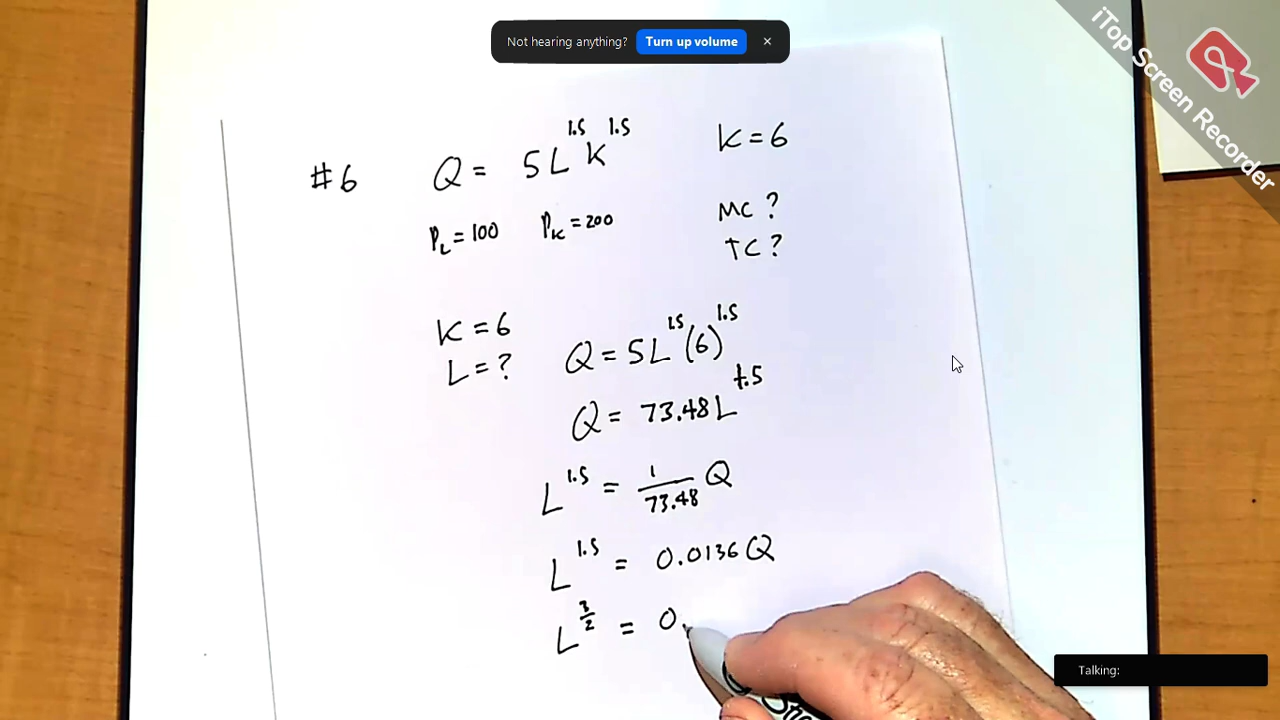 Not hearing anything? Turn up volume ×
iTop Screen Recorder
#6 Q = 5L^1.5 K^1.5 K = 6
P_L = 100 P_K = 200 MC ?
TC ?
K = 6
L = ? Q = 5L^1.5 (6)^1.5
Q = 73.48L^1.5
L^1.5 = 1/73.48 Q
L^1.5 = 0.0136Q
L^3/2 = 0.
Talking: